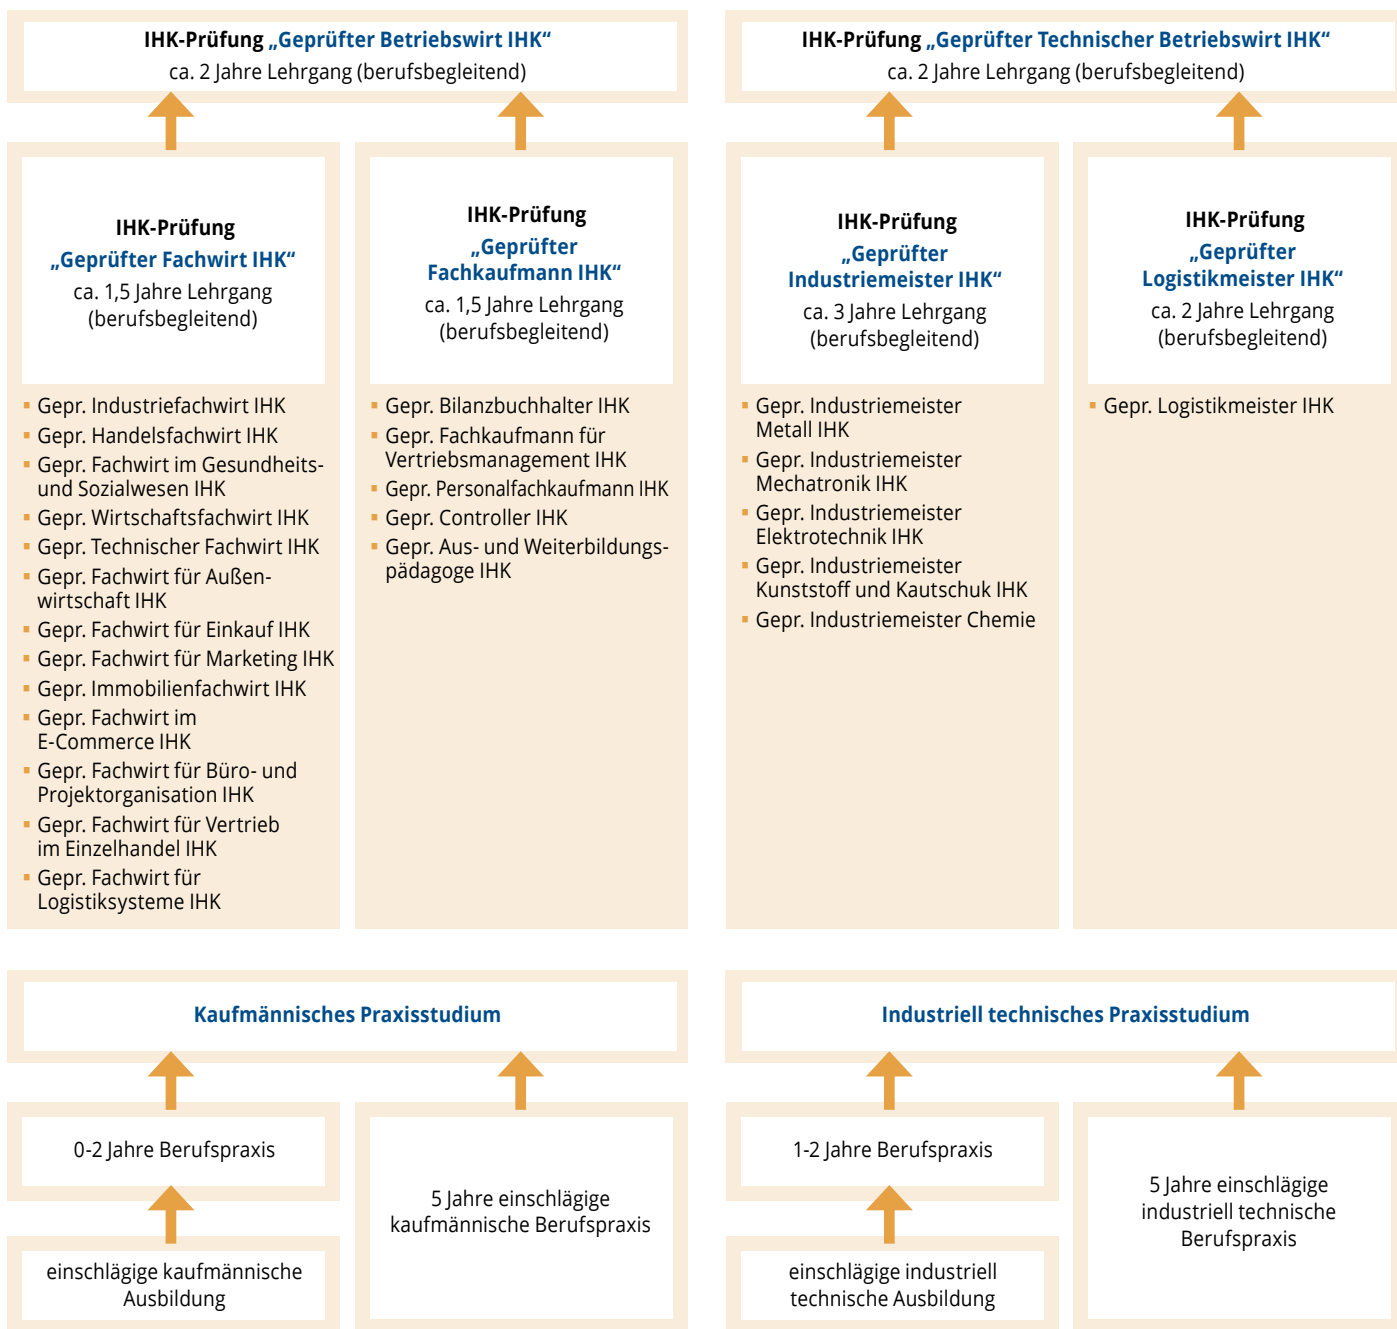 IHK-Prüfung „Geprüfter Betriebswirt IHK“
ca. 2 Jahre Lehrgang (berufsbegleitend)
IHK-Prüfung „Geprüfter Technischer Betriebswirt IHK“
ca. 2 Jahre Lehrgang (berufsbegleitend)
IHK-Prüfung
„Geprüfter Fachwirt IHK“
ca. 1,5 Jahre Lehrgang
(berufsbegleitend)
▪ Gepr. Industriefachwirt IHK
▪ Gepr. Handelsfachwirt IHK
▪ Gepr. Fachwirt im Gesundheits-
und Sozialwesen IHK
▪ Gepr. Wirtschaftsfachwirt IHK
▪ Gepr. Technischer Fachwirt IHK
▪ Gepr. Fachwirt für Außen-
wirtschaft IHK
▪ Gepr. Fachwirt für Einkauf IHK
▪ Gepr. Fachwirt für Marketing IHK
▪ Gepr. Immobilienfachwirt IHK
▪ Gepr. Fachwirt im
E-Commerce IHK
▪ Gepr. Fachwirt für Büro- und
Projektorganisation IHK
▪ Gepr. Fachwirt für Vertrieb
im Einzelhandel IHK
▪ Gepr. Fachwirt für
Logistiksysteme IHK
IHK-Prüfung
„Geprüfter
Fachkaufmann IHK“
ca. 1,5 Jahre Lehrgang
(berufsbegleitend)
▪ Gepr. Bilanzbuchhalter IHK
▪ Gepr. Fachkaufmann für
Vertriebsmanagement IHK
▪ Gepr. Personalfachkaufmann IHK
▪ Gepr. Controller IHK
▪ Gepr. Aus- und Weiterbildungs-
pädagoge IHK
IHK-Prüfung
„Geprüfter
Industriemeister IHK“
ca. 3 Jahre Lehrgang
(berufsbegleitend)
▪ Gepr. Industriemeister
Metall IHK
▪ Gepr. Industriemeister
Mechatronik IHK
▪ Gepr. Industriemeister
Elektrotechnik IHK
▪ Gepr. Industriemeister
Kunststoff und Kautschuk IHK
▪ Gepr. Industriemeister Chemie
IHK-Prüfung
„Geprüfter
Logistikmeister IHK“
ca. 2 Jahre Lehrgang
(berufsbegleitend)
▪ Gepr. Logistikmeister IHK
Kaufmännisches Praxisstudium
0-2 Jahre Berufspraxis
einschlägige kaufmännische
Ausbildung
5 Jahre einschlägige
kaufmännische Berufspraxis
Industriell technisches Praxisstudium
1-2 Jahre Berufspraxis
einschlägige industriell
technische Ausbildung
5 Jahre einschlägige
industriell technische
Berufspraxis